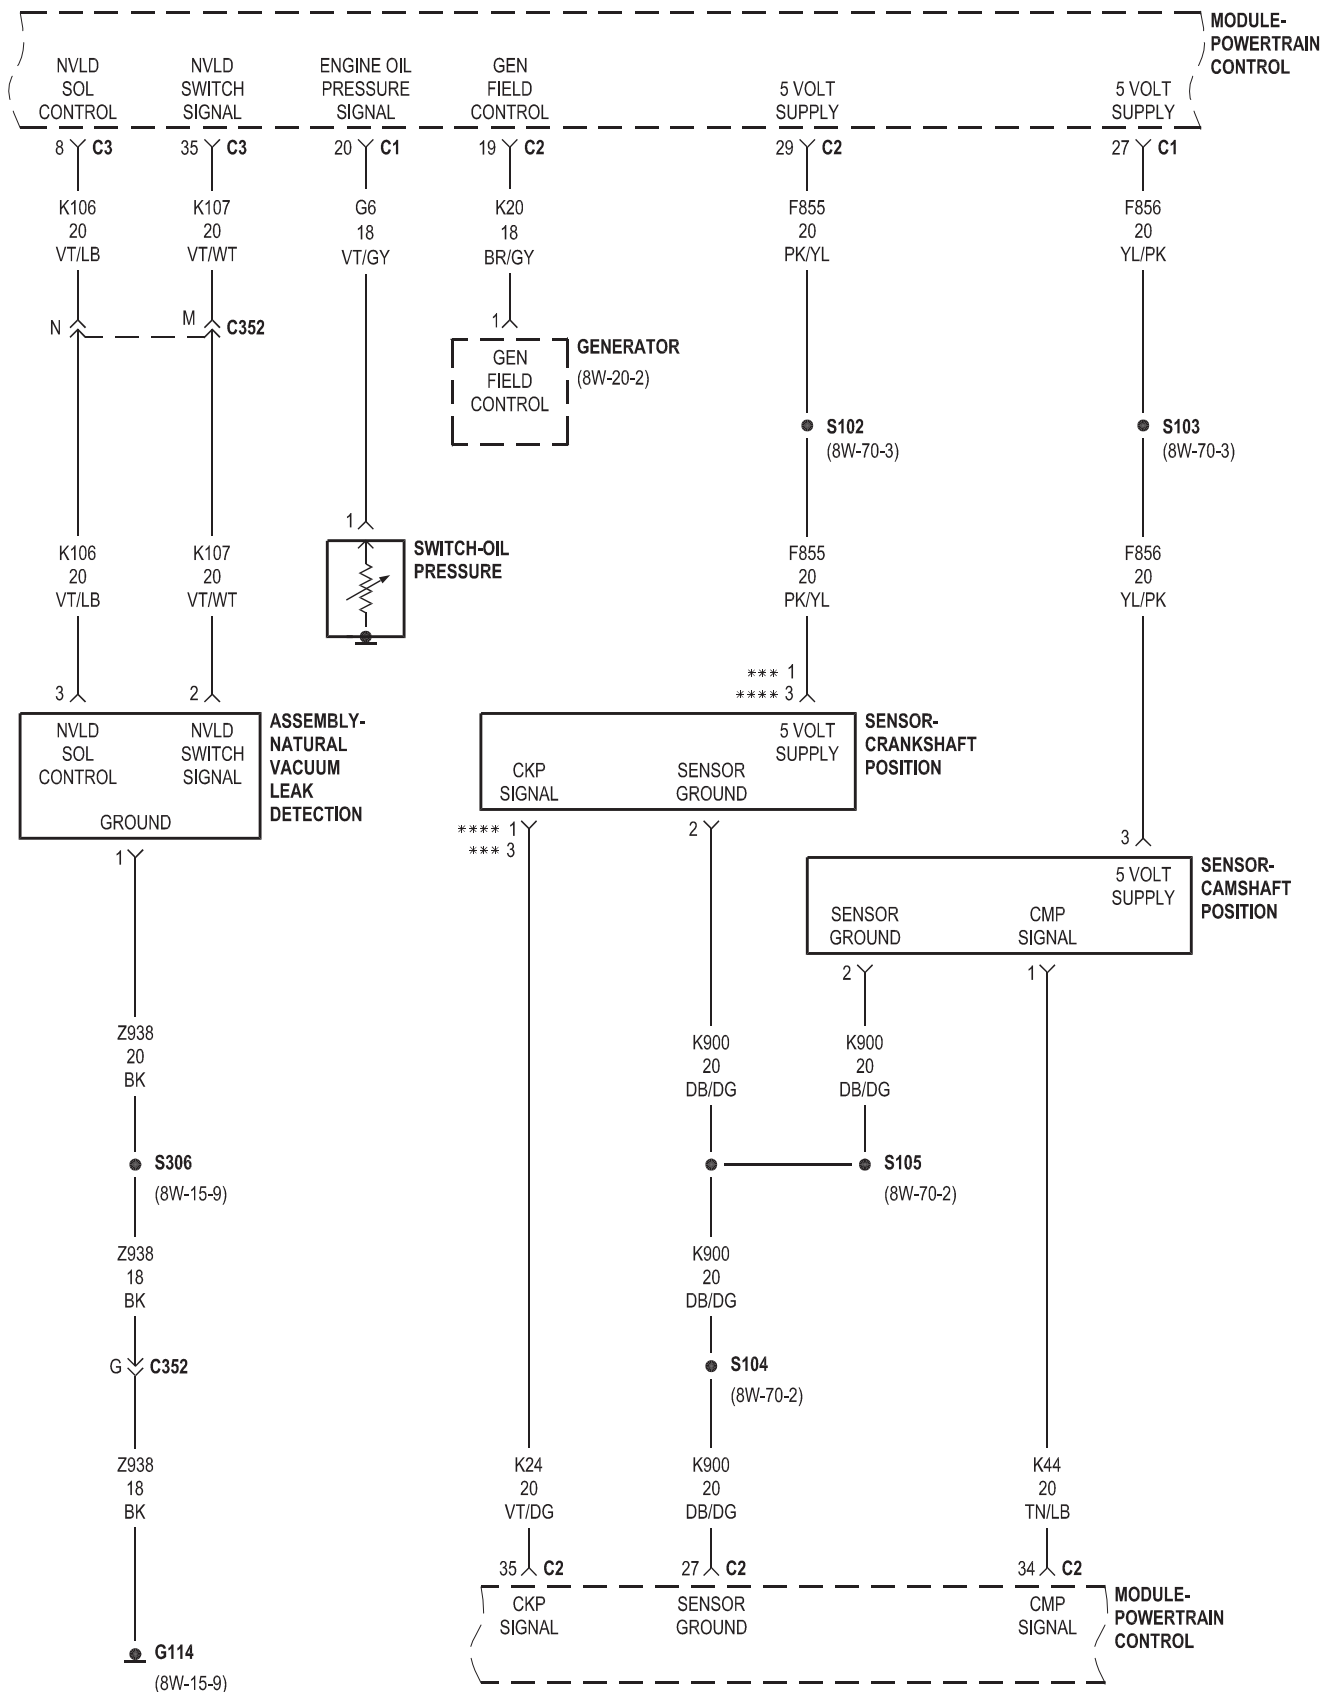 MODULE-
POWERTRAIN
CONTROL
NVLD
SOL
CONTROL
NVLD
SWITCH
SIGNAL
ENGINE OIL
PRESSURE
SIGNAL
GEN
FIELD
CONTROL
5 VOLT
SUPPLY
5 VOLT
SUPPLY
8 C3
35 C3
20 C1
19 C2
29 C2
27 C1
K106
20
VT/LB
K107
20
VT/WT
G6
18
VT/GY
K20
18
BR/GY
F855
20
PK/YL
F856
20
YL/PK
N
M
C352
1
GEN
FIELD
CONTROL
GENERATOR
(8W-20-2)
S102
(8W-70-3)
S103
(8W-70-3)
1
SWITCH-OIL
PRESSURE
K106
20
VT/LB
K107
20
VT/WT
F855
20
PK/YL
F856
20
YL/PK
*** 1
**** 3
3
2
NVLD
SOL
CONTROL
NVLD
SWITCH
SIGNAL
GROUND
ASSEMBLY-
NATURAL
VACUUM
LEAK
DETECTION
5 VOLT
SUPPLY
CKP
SIGNAL
SENSOR
GROUND
SENSOR-
CRANKSHAFT
POSITION
1
**** 1
*** 3
2
3
5 VOLT
SUPPLY
SENSOR
GROUND
CMP
SIGNAL
SENSOR-
CAMSHAFT
POSITION
2
1
Z938
20
BK
K900
20
DB/DG
K900
20
DB/DG
S306
(8W-15-9)
S105
(8W-70-2)
Z938
18
BK
K900
20
DB/DG
G C352
S104
(8W-70-2)
Z938
18
BK
K24
20
VT/DG
K900
20
DB/DG
K44
20
TN/LB
35 C2
27 C2
34 C2
CKP
SIGNAL
SENSOR
GROUND
CMP
SIGNAL
MODULE-
POWERTRAIN
CONTROL
G114
(8W-15-9)